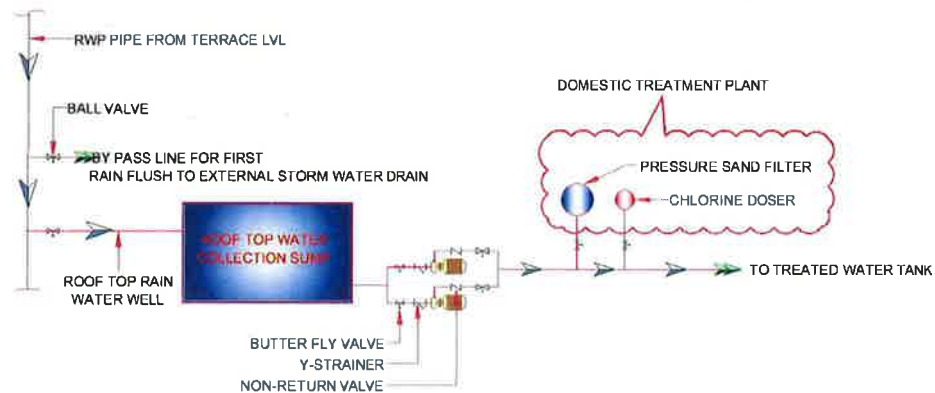 RWP PIPE FROM TERRACE LVL
BALL VALVE
BY PASS LINE FOR FIRST
RAIN FLUSH TO EXTERNAL STORM WATER DRAIN
DOMESTIC TREATMENT PLANT
PRESSURE SAND FILTER
CHLORINE DOSER
ROOF TOP WATER
COLLECTION SUMP
ROOF TOP RAIN
WATER WELL
TO TREATED WATER TANK
BUTTER FLY VALVE
Y-STRAINER
NON-RETURN VALVE